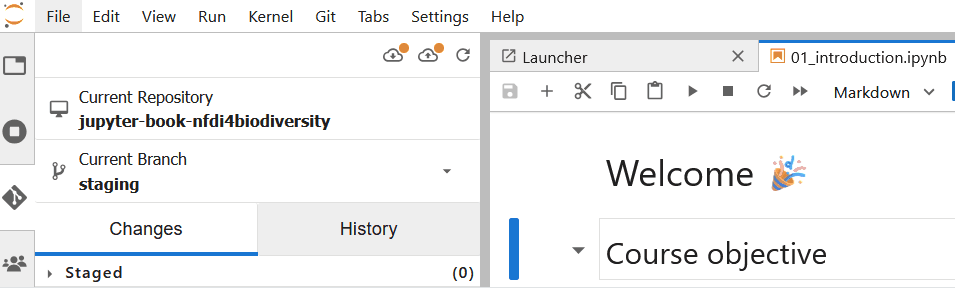 File Edit View Run Kernel Git Tabs Settings Help
Current Repository
jupyter-book-nfdi4biodiversity
Current Branch
staging
Changes History
Staged (0)
Launcher 01_introduction.ipynb
Markdown
Welcome 🎉
Course objective